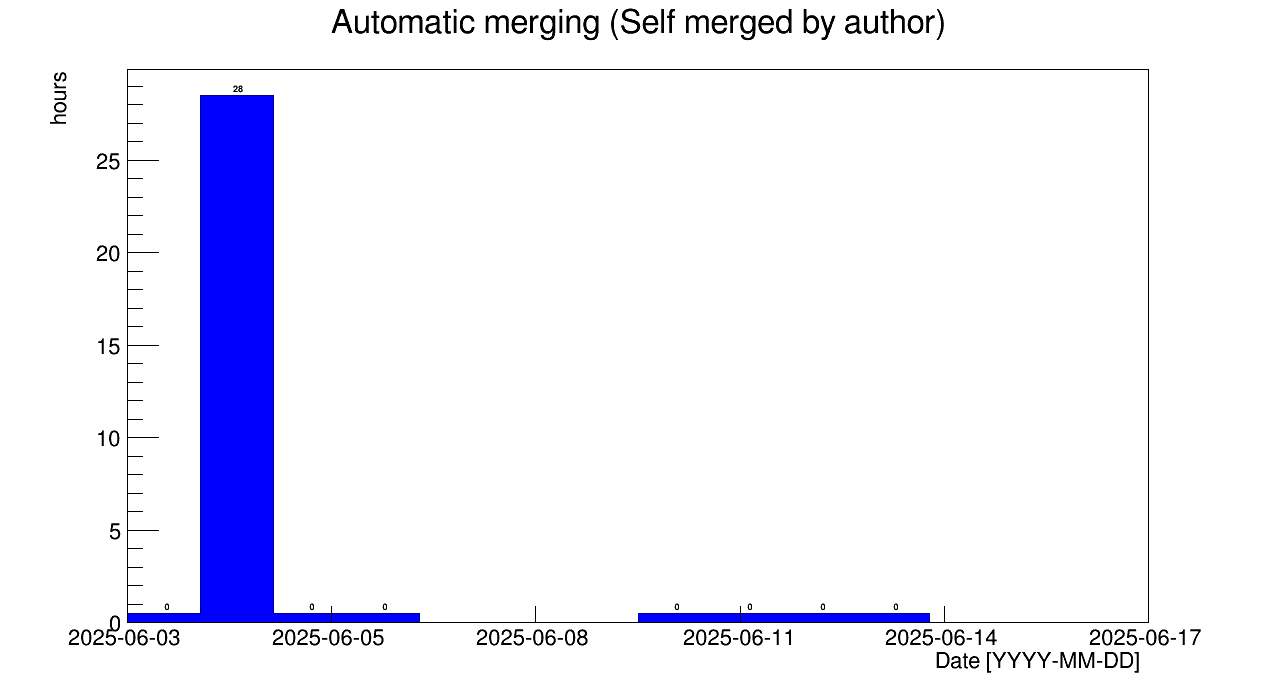 Automatic merging (Self merged by author)
hours
28
25
20
15
10
5
0
0 0 0 0 0 0 0
2025-06-03 2025-06-05 2025-06-08 2025-06-11 2025-06-14 2025-06-17
Date [YYYY-MM-DD]